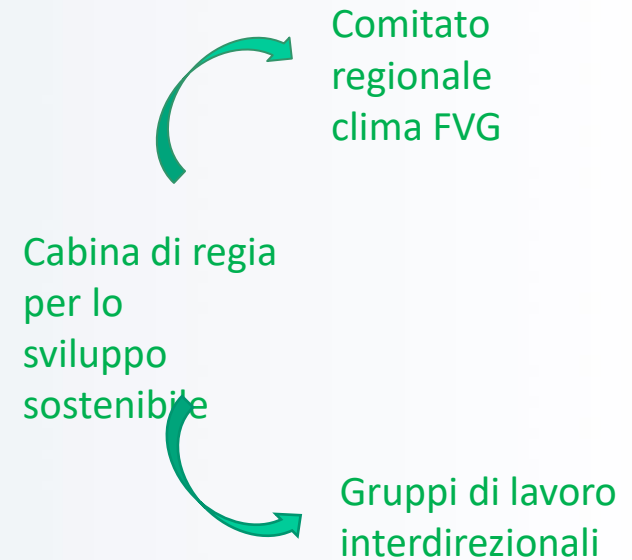 Comitato
regionale
clima FVG
Cabina di regia
per lo
sviluppo
sostenibile
Gruppi di lavoro
interdirezionali